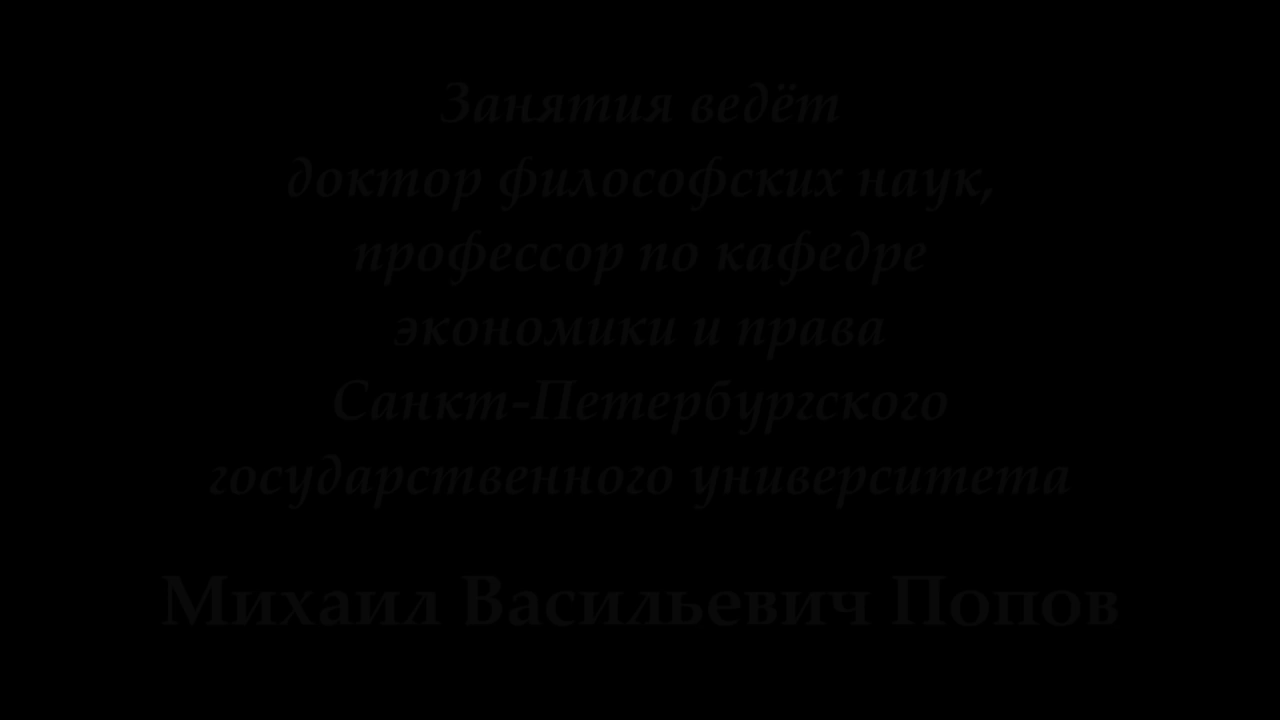 Занятия ведёт
доктор философских наук,
профессор по кафедре
экономики и права
Санкт-Петербургского
государственного университета
Михаил Васильевич Попов